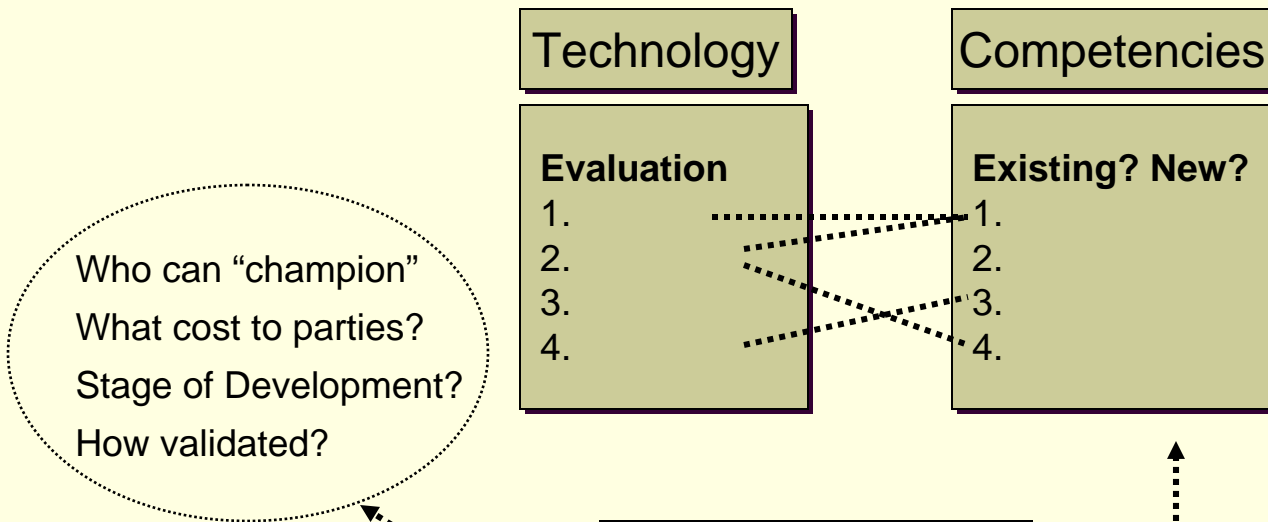 Technology
Competencies
Evaluation
1.
2.
3.
4.
Existing? New?
1.
2.
3.
4.
Who can “champion”
What cost to parties?
Stage of Development?
How validated?